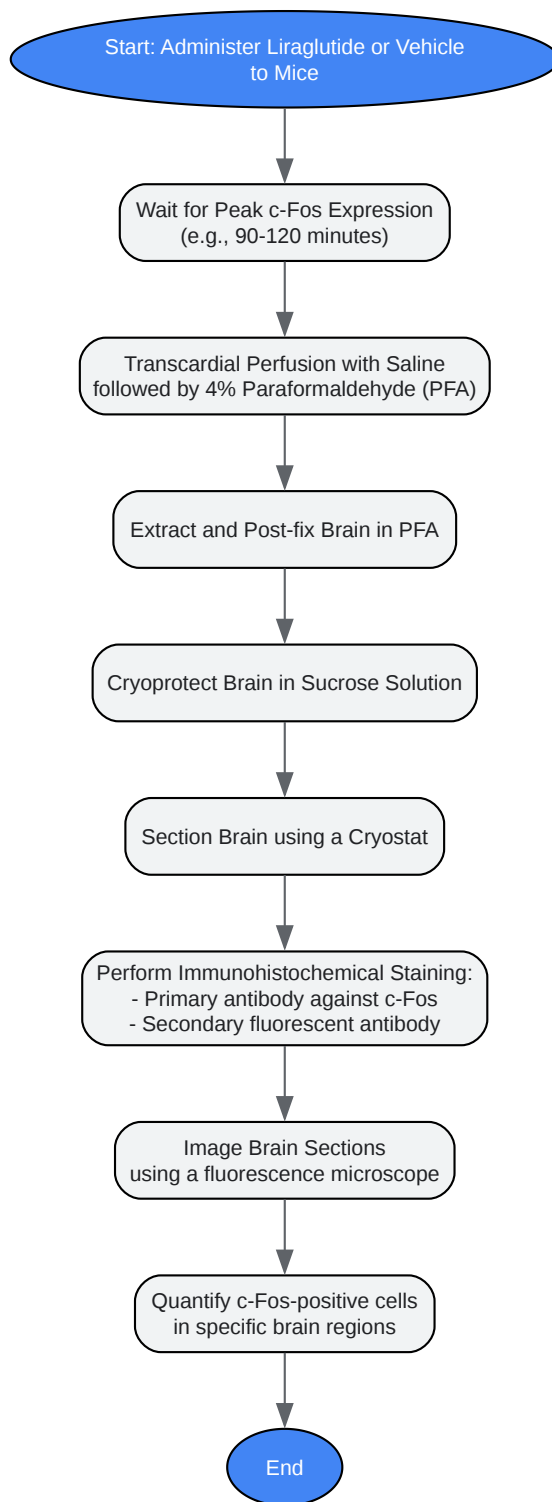 Start: Administer Liraglutide or Vehicle
to Mice
Wait for Peak c-Fos Expression
(e.g., 90-120 minutes)
Transcardial Perfusion with Saline
followed by 4% Paraformaldehyde (PFA)
Extract and Post-fix Brain in PFA
Cryoprotect Brain in Sucrose Solution
Section Brain using a Cryostat
Perform Immunohistochemical Staining:
- Primary antibody against c-Fos
- Secondary fluorescent antibody
Image Brain Sections
using a fluorescence microscope
Quantify c-Fos-positive cells
in specific brain regions
End